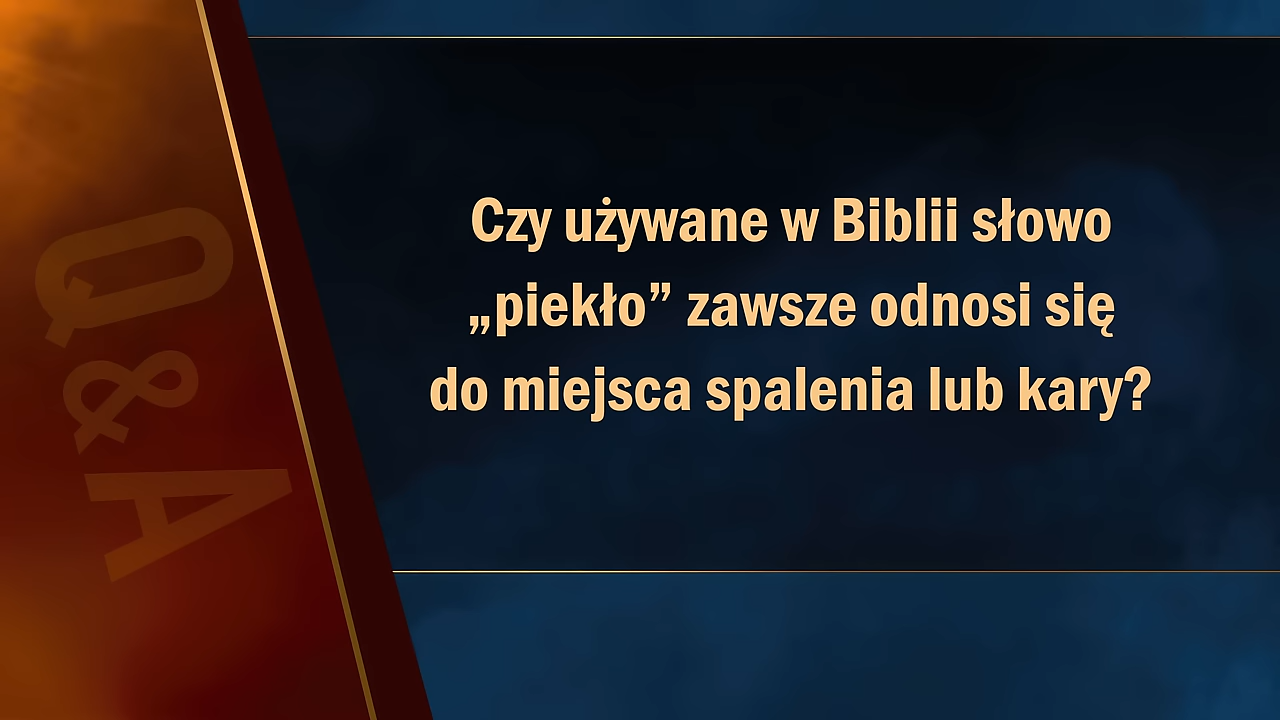 Q & A
Czy używane w Biblii słowo
„piekło” zawsze odnosi się
do miejsca spalenia lub kary?